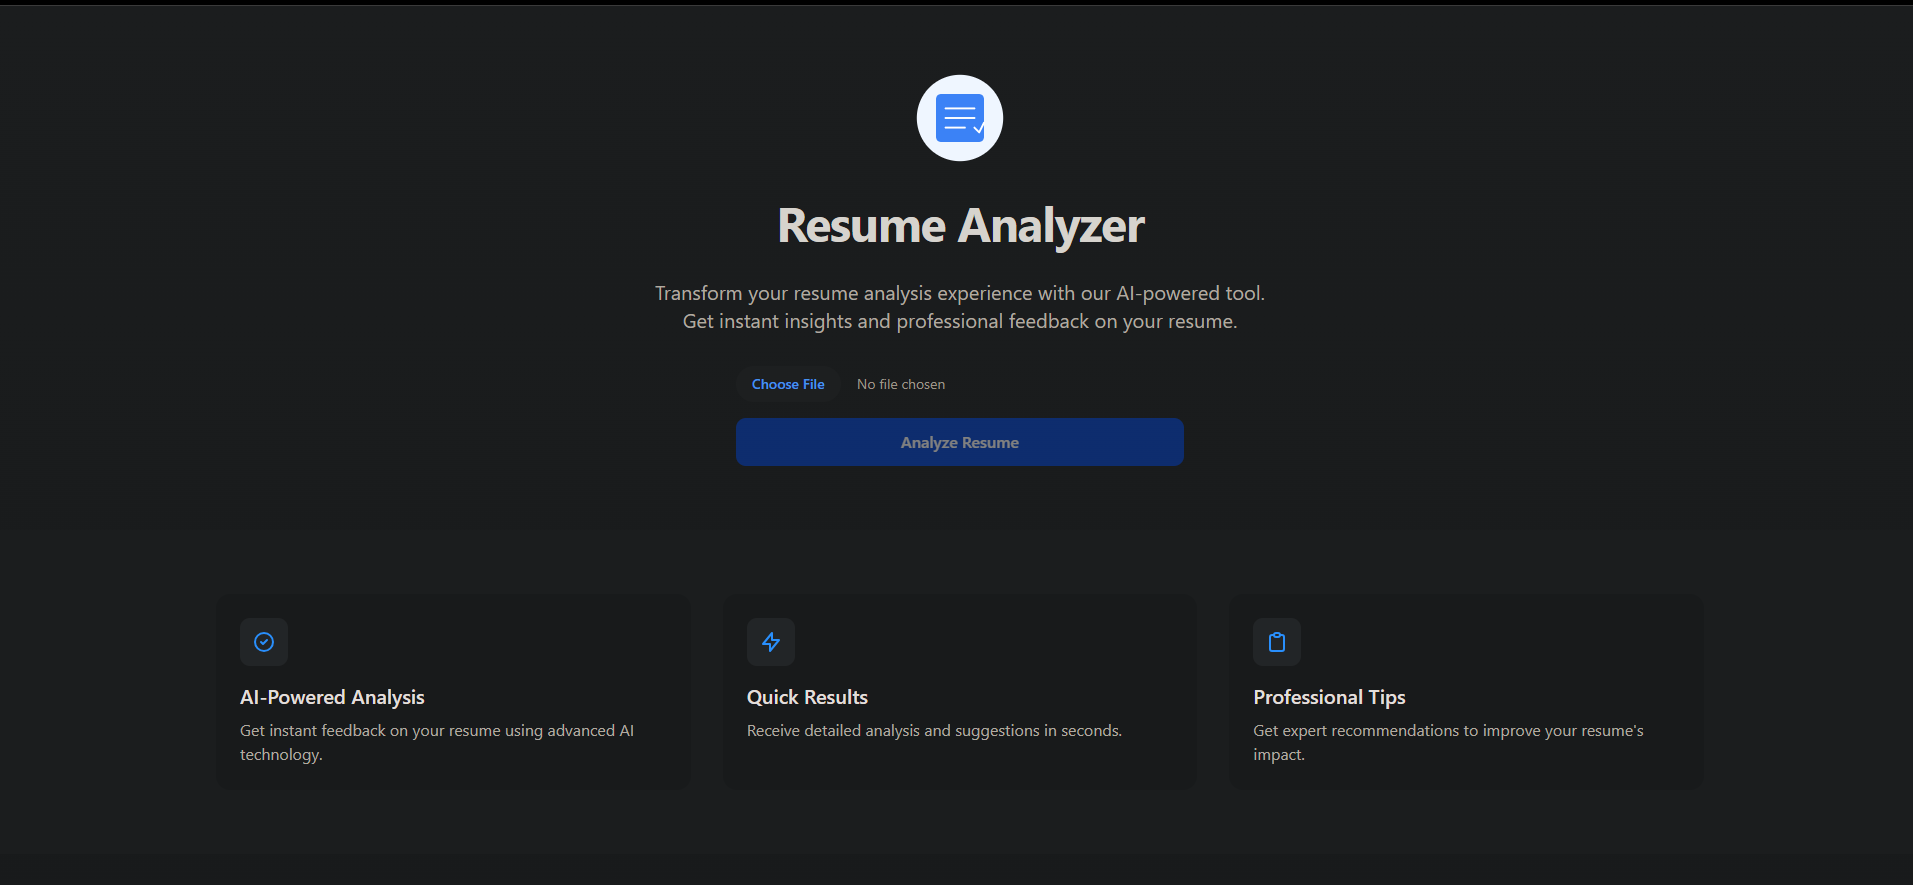 Resume Analyzer
Transform your resume analysis experience with our AI-powered tool.
Get instant insights and professional feedback on your resume.
Choose File No file chosen
Analyze Resume
AI-Powered Analysis
Get instant feedback on your resume using advanced AI
technology.
Quick Results
Receive detailed analysis and suggestions in seconds.
Professional Tips
Get expert recommendations to improve your resume's
impact.